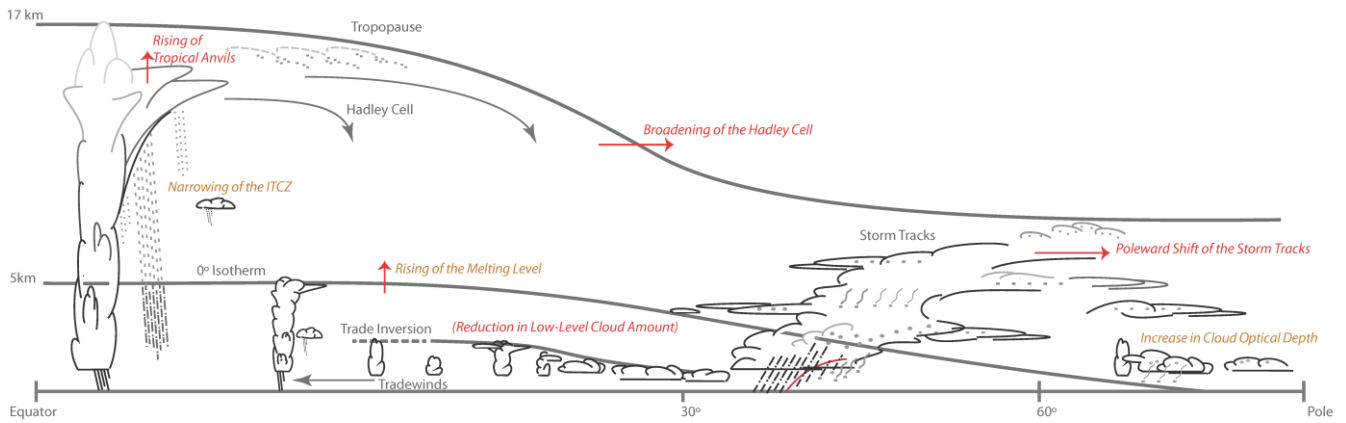 17 km
Tropopause
Rising of
Tropical Anvils
Hadley Cell
Broadening of the Hadley Cell
Narrowing of the ITCZ
Storm Tracks
Poleward Shift of the Storm Tracks
5km
0º Isotherm
Rising of the Melting Level
Trade Inversion
(Reduction in Low-Level Cloud Amount)
Increase in Cloud Optical Depth
Tradewinds
Equator
30º
60º
Pole